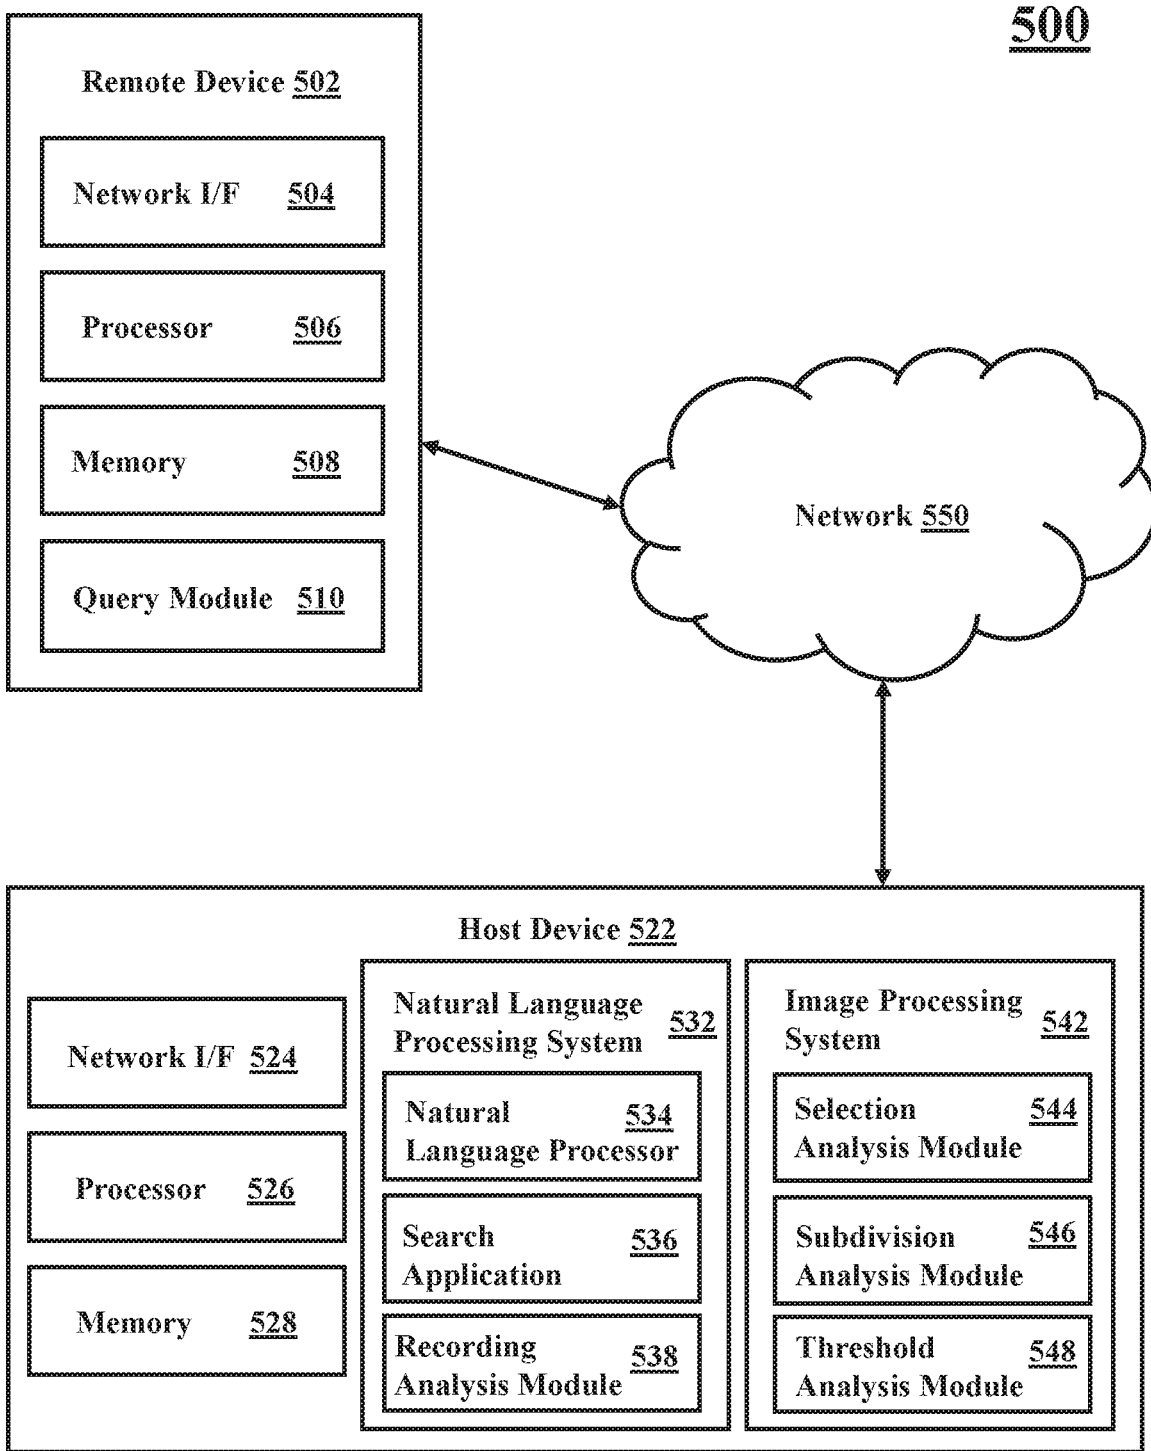 500
Remote Device 502
Network I/F 504
Processor 506
Memory 508
Query Module 510
Network 550
Host Device 522
Network I/F 524
Processor 526
Memory 528
Natural Language
Processing System 532
Natural
Language Processor 534
Search
Application 536
Recording
Analysis Module 538
Image Processing
System 542
Selection
Analysis Module 544
Subdivision
Analysis Module 546
Threshold
Analysis Module 548